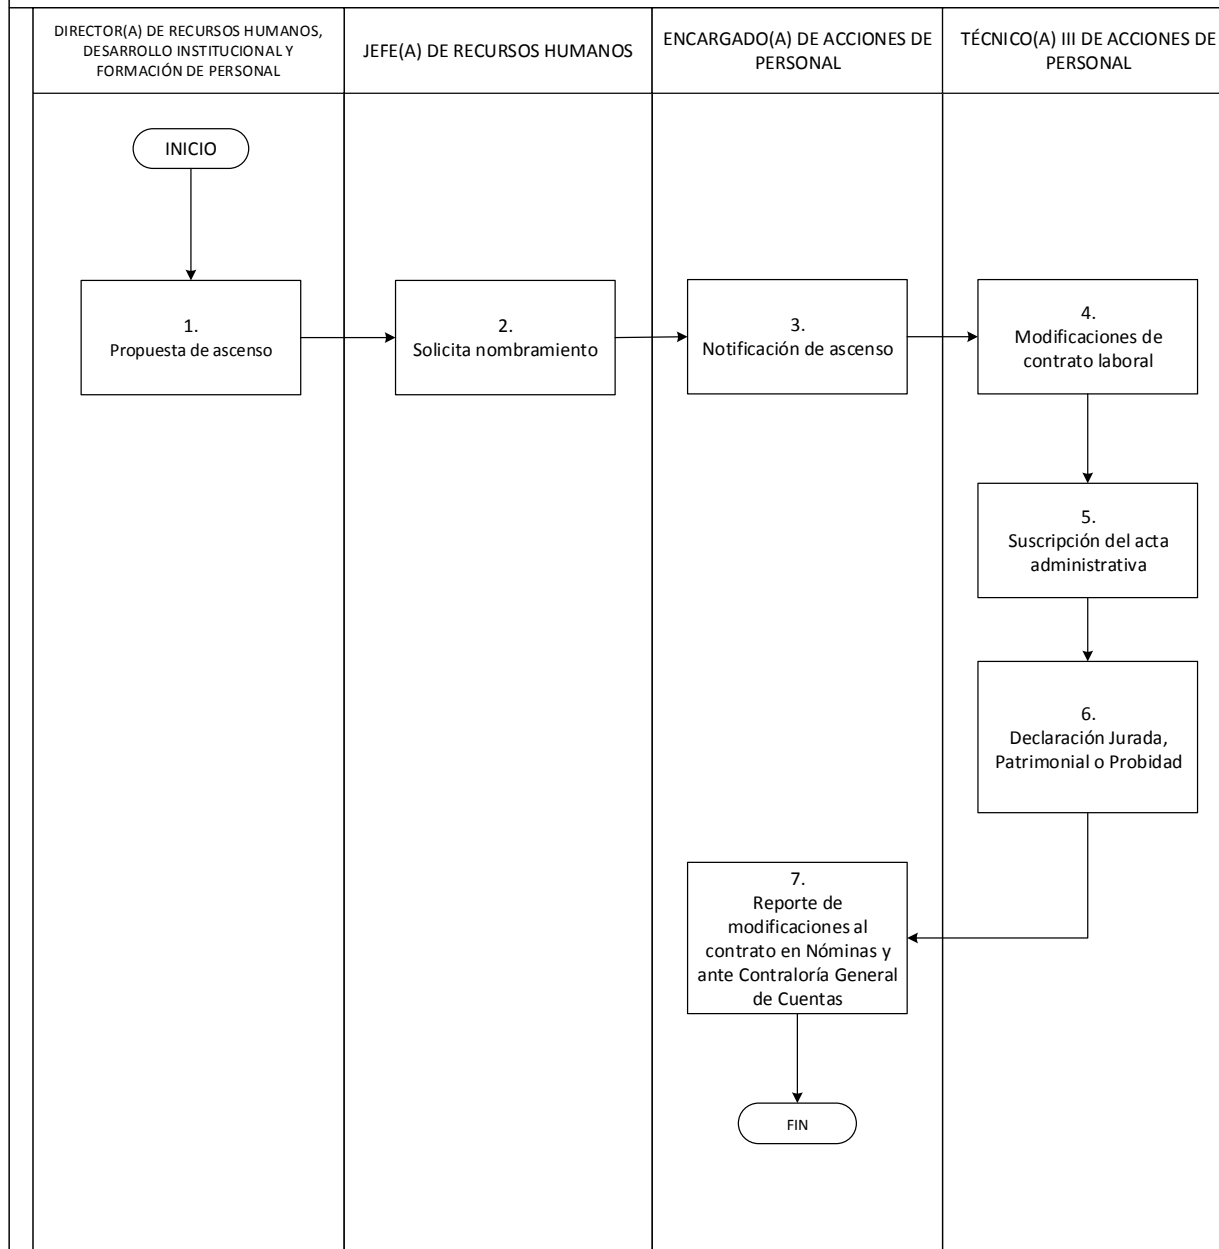 DIRECTOR(A) DE RECURSOS HUMANOS,
DESARROLLO INSTITUCIONAL Y
FORMACIÓN DE PERSONAL
JEFE(A) DE RECURSOS HUMANOS
ENCARGADO(A) DE ACCIONES DE
PERSONAL
TÉCNICO(A) III DE ACCIONES DE
PERSONAL
INICIO
1.
Propuesta de ascenso
2.
Solicita nombramiento
3.
Notificación de ascenso
4.
Modificaciones de
contrato laboral
5.
Suscripción del acta
administrativa
6.
Declaración Jurada,
Patrimonial o Probidad
7.
Reporte de
modificaciones al
contrato en Nóminas y
ante Contraloría General
de Cuentas
FIN